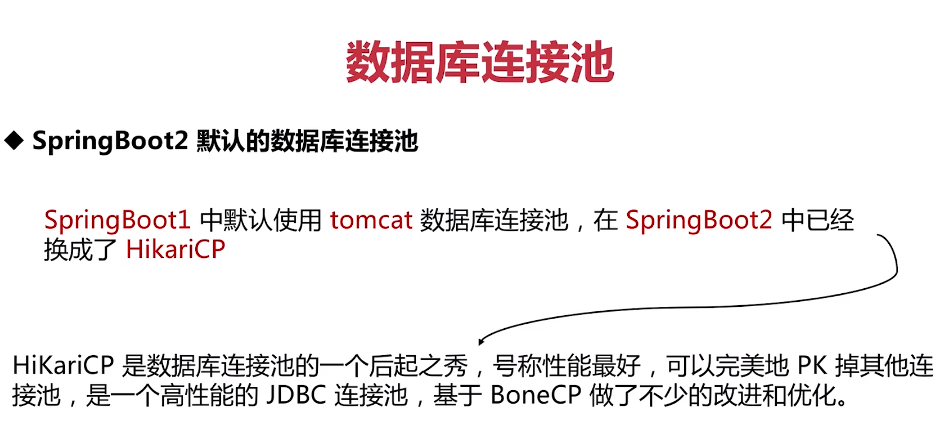 数据库连接池
◆ SpringBoot2 默认的数据库连接池
SpringBoot1 中默认使用 tomcat 数据库连接池，在 SpringBoot2 中已经
换成了 HikariCP
HiKariCP 是数据库连接池的一个后起之秀，号称性能最好，可以完美地 PK 掉其他连
接池，是一个高性能的 JDBC 连接池，基于 BoneCP 做了不少的改进和优化。